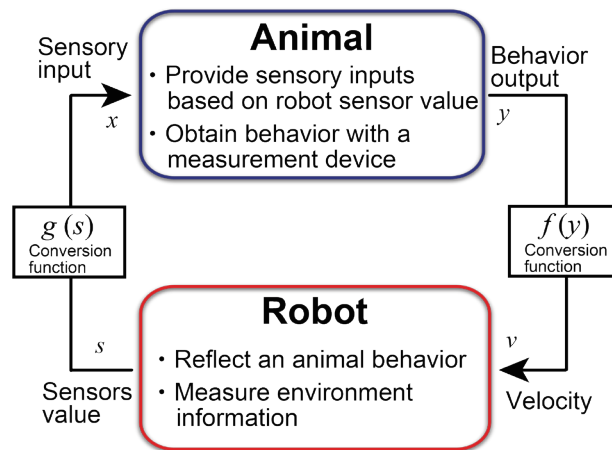 Sensory
input
x
Animal
・Provide sensory inputs
based on robot sensor value
・Obtain behavior with a
measurement device
Behavior
output
y
g (s)
Conversion
function
f (y)
Conversion
function
s
Sensors
value
Robot
・Reflect an animal behavior
・Measure environment
information
v
Velocity